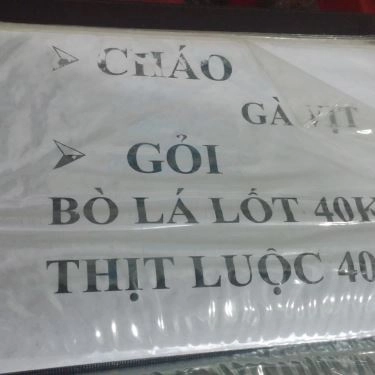 CHÁO
GÀ VỊT
GỎI
BÒ LÁ LỐT 40K
THỊT LUỘC 40